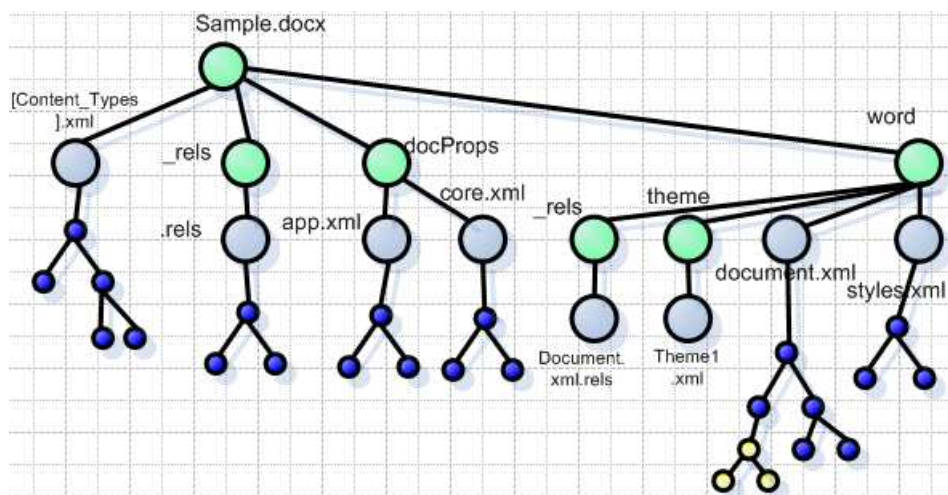 Sample.docx
[Content_Types
].xml
_rels
docProps
word
.rels
app.xml
core.xml
_rels
theme
document.xml
styles.xml
Document.
xml.rels
Theme1
.xml